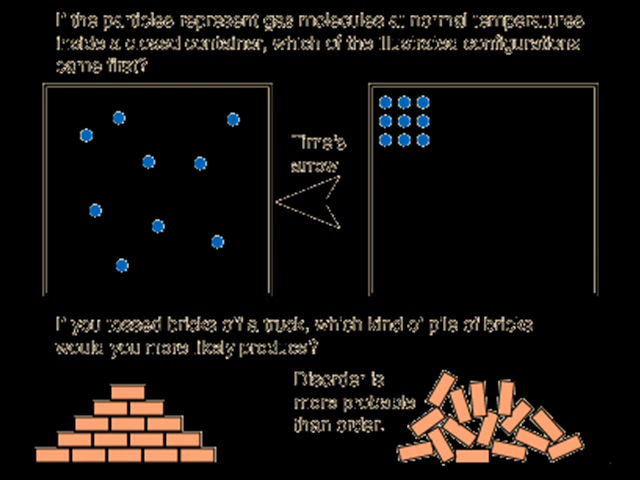 If the particles represent gas molecules at normal temperatures
inside a closed container, which of the illustrated configurations
came first?
Time's
arrow
If you tossed bricks off a truck, which kind of pile of bricks
would you more likely produce?
Disorder is
more probable
than order.